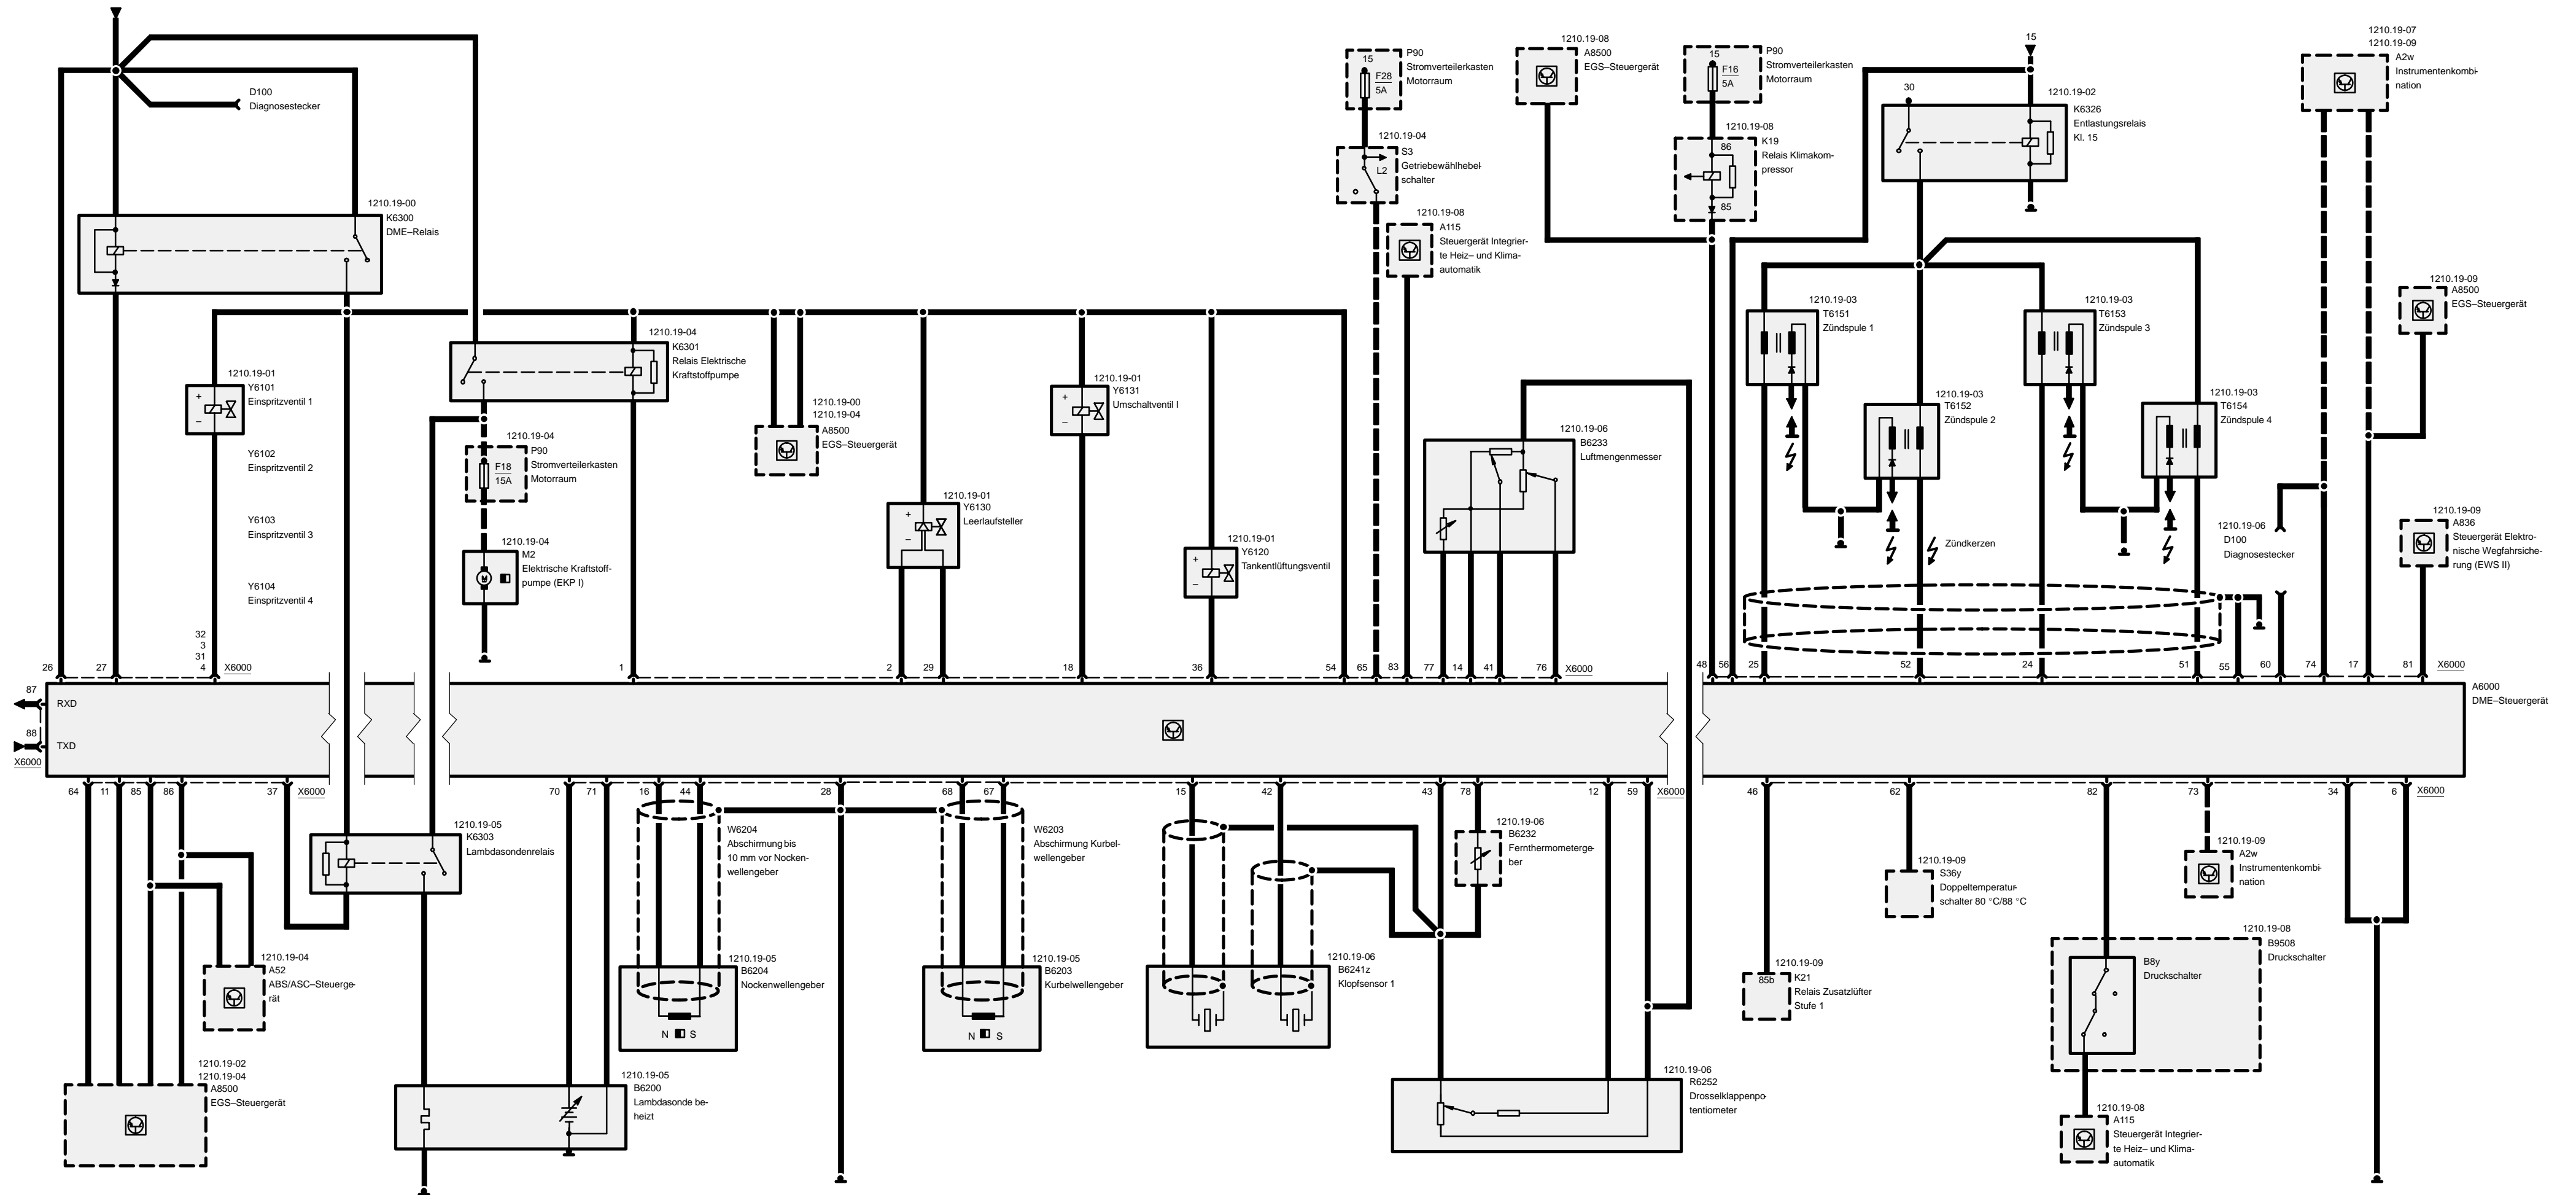 D100
Diagnosestecker
1210.19-00
K6300
DME–Relais
1210.19-04
K6301
Relais Elektrische
Kraftstoffpumpe
1210.19-01
Y6101
Einspritzventil 1
+
–
Y6102
Einspritzventil 2
Y6103
Einspritzventil 3
Y6104
Einspritzventil 4
1210.19-04
P90
Stromverteilerkasten
Motorraum
F18
15A
1210.19-04
M2
Elektrische Kraftstoff-
pumpe (EKP I)
M
1210.19-00
1210.19-04
A8500
EGS–Steuergerät
1210.19-01
Y6130
Leerlaufsteller
+
–
1210.19-01
Y6131
Umschaltventil I
+
–
1210.19-01
Y6120
Tankentlüftungsventil
+
–
P90
Stromverteilerkasten
Motorraum
15
F28
5A
1210.19-04
S3
Getriebewählhebel-
schalter
L2
1210.19-08
A115
Steuergerät Integrier-
te Heiz– und Klima-
automatik
1210.19-08
A8500
EGS–Steuergerät
P90
Stromverteilerkasten
Motorraum
15
F16
5A
1210.19-08
K19
Relais Klimakom-
pressor
86
85
1210.19-06
B6233
Luftmengenmesser
15
30
1210.19-02
K6326
Entlastungsrelais
Kl. 15
1210.19-03
T6151
Zündspule 1
1210.19-03
T6152
Zündspule 2
1210.19-03
T6153
Zündspule 3
1210.19-03
T6154
Zündspule 4
Zündkerzen
1210.19-07
1210.19-09
A2w
Instrumentenkombi-
nation
1210.19-09
A8500
EGS–Steuergerät
1210.19-06
D100
Diagnosestecker
1210.19-09
A836
Steuergerät Elektro-
nische Wegfahrsiche-
rung (EWS II)
32
3
31
26 27 4 X6000 1 2 29 18 36 54 65 83 77 14 41 76 X6000 48 56 25 52 24 51 55 60 74 17 81 X6000
A6000
DME–Steuergerät
87
RXD
88
TXD
X6000
64 11 85 86 37 X6000 70 71 16 44 28 68 67 15 42 43 78 12 59 X6000 46 62 82 73 34 6 X6000
1210.19-05
K6303
Lambdasondenrelais
1210.19-04
A52
ABS/ASC–Steuerge-
rät
1210.19-02
1210.19-04
A8500
EGS–Steuergerät
1210.19-05
B6200
Lambdasonde be-
heizt
W6204
Abschirmung bis
10 mm vor Nocken-
wellengeber
1210.19-05
B6204
Nockenwellengeber
N S
W6203
Abschirmung Kurbel-
wellengeber
1210.19-05
B6203
Kurbelwellengeber
N S
1210.19-06
B6241z
Klopfsensor 1
1210.19-06
B6232
Fernthermometerge-
ber
1210.19-06
R6252
Drosselklappenpo-
tentiometer
1210.19-09
K21
Relais Zusatzlüfter
Stufe 1
85b
1210.19-09
S36y
Doppeltemperatur-
schalter 80 °C/88 °C
1210.19-09
A2w
Instrumentenkombi-
nation
1210.19-08
B9508
Druckschalter
B8y
Druckschalter
1210.19-08
A115
Steuergerät Integrier-
te Heiz– und Klima-
automatik